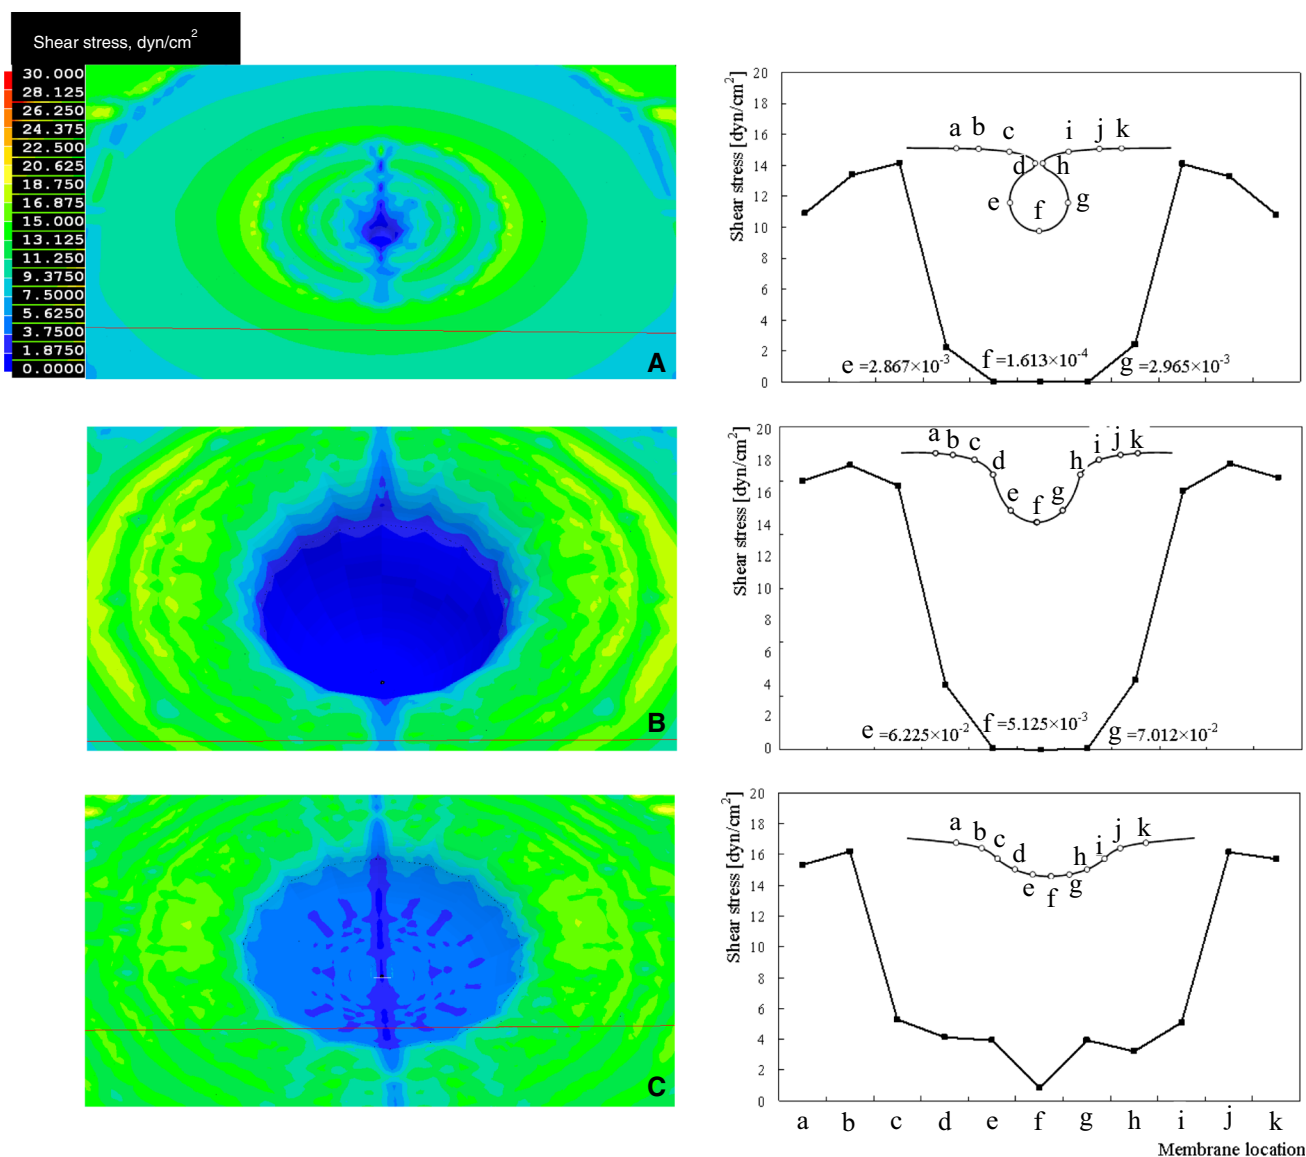 Shear stress, dyn/cm2
30.000
28.125
26.250
24.375
22.500
20.625
18.750
16.875
15.000
13.125
11.250
9.3750
7.5000
5.6250
3.7500
1.8750
0.0000
A
Shear stress [dyn/cm2]
20
18
16
14
12
10
8
6
4
2
0
a b c d e f g h i j k
e =2.867×10-3
f =1.613×10-4
g =2.965×10-3
B
Shear stress [dyn/cm2]
20
18
16
14
12
10
8
6
4
2
0
a b c d e f g h i j k
e =6.225×10-2
f =5.125×10-3
g =7.012×10-2
C
Shear stress [dyn/cm2]
20
18
16
14
12
10
8
6
4
2
0
a b c d e f g h i j k
a b c d e f g h i j k
Membrane location